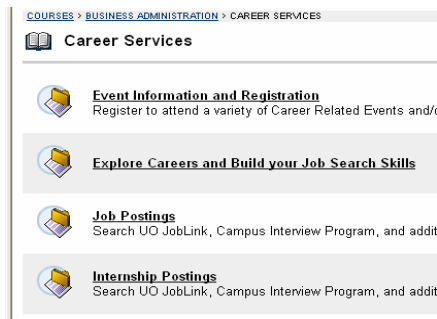 COURSES > BUSINESS ADMINISTRATION > CAREER SERVICES
Career Services
Event Information and Registration
Register to attend a variety of Career Related Events and/
Explore Careers and Build your Job Search Skills
Job Postings
Search UO JobLink, Campus Interview Program, and addit
Internship Postings
Search UO JobLink, Campus Interview Program, and addit